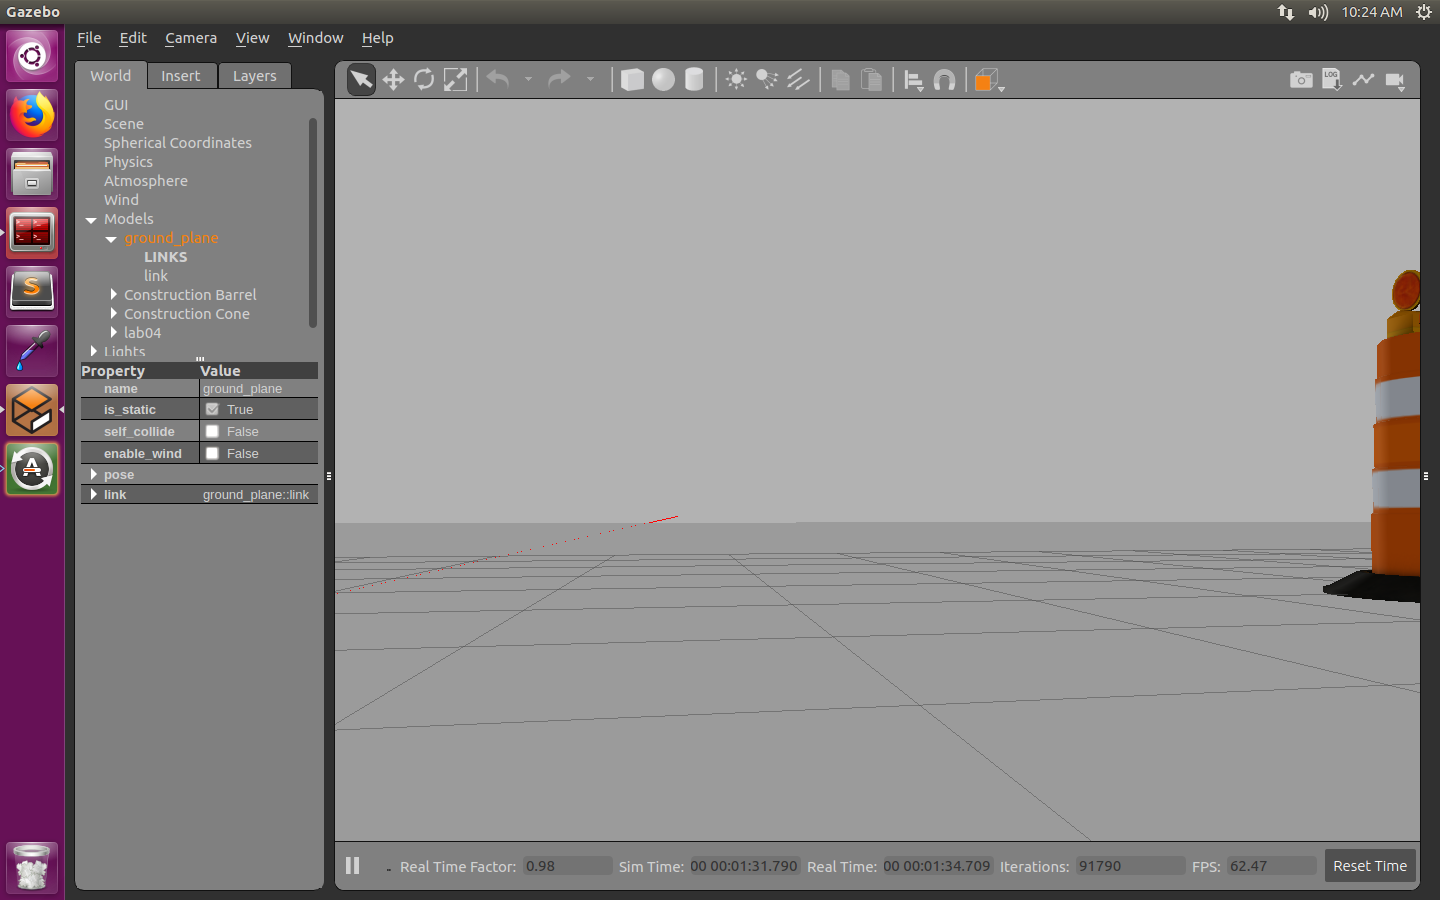 Gazebo
10:24 AM
File Edit Camera View Window Help
World Insert Layers
GUI
Scene
Spherical Coordinates
Physics
Atmosphere
Wind
Models
ground_plane
LINKS
link
Construction Barrel
Construction Cone
lab04
Lights
Property Value
name ground_plane
is_static True
self_collide False
enable_wind False
pose
link ground_plane::link
LOG
Real Time Factor: 0.98 Sim Time: 00 00:01:31.790 Real Time: 00 00:01:34.709 Iterations: 91790 FPS: 62.47 Reset Time